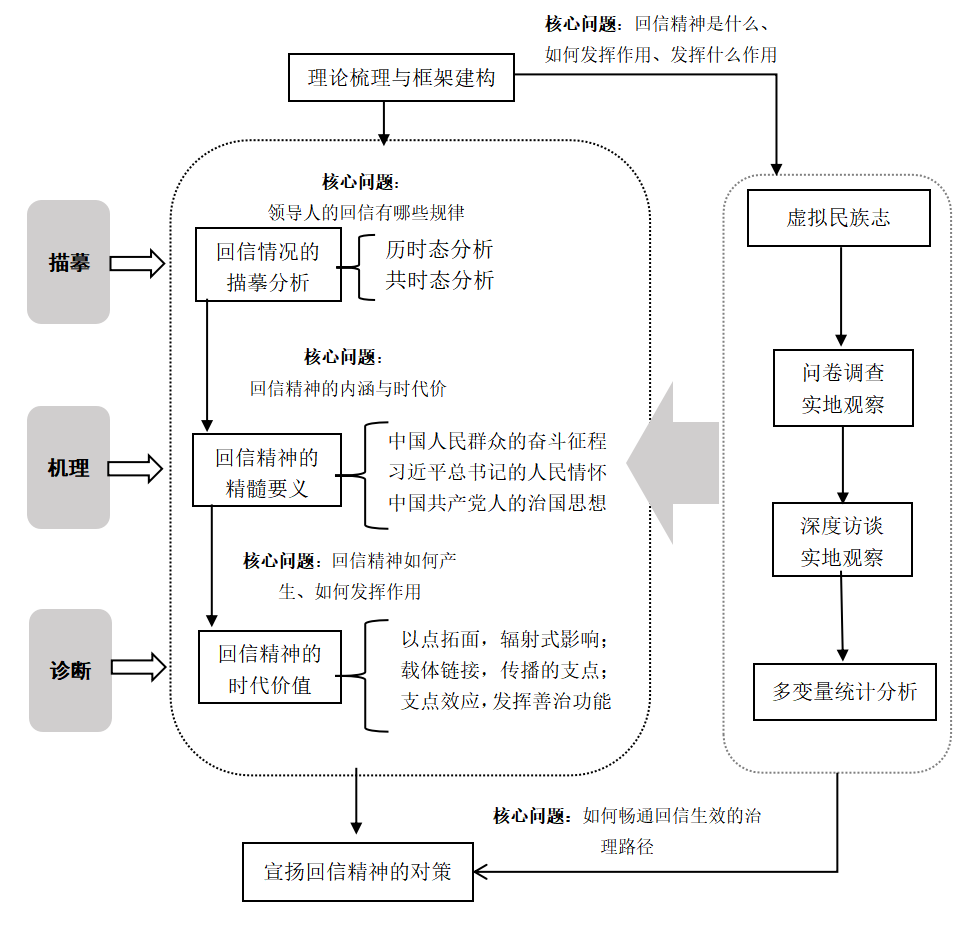 核心问题：回信精神是什么、
如何发挥作用、发挥什么作用
理论梳理与框架建构
核心问题：
领导人的回信有哪些规律
描摹
回信情况的
描摹分析
历时态分析
共时态分析
核心问题：
回信精神的内涵与时代价
机理
回信精神的
精髓要义
中国人民群众的奋斗征程
习近平总书记的人民情怀
中国共产党人的治国思想
核心问题：回信精神如何产
生、如何发挥作用
诊断
回信精神的
时代价值
以点拓面，辐射式影响；
载体链接，传播的支点；
支点效应，发挥善治功能
虚拟民族志
问卷调查
实地观察
深度访谈
实地观察
多变量统计分析
核心问题：如何畅通回信生效的治
理路径
宣扬回信精神的对策